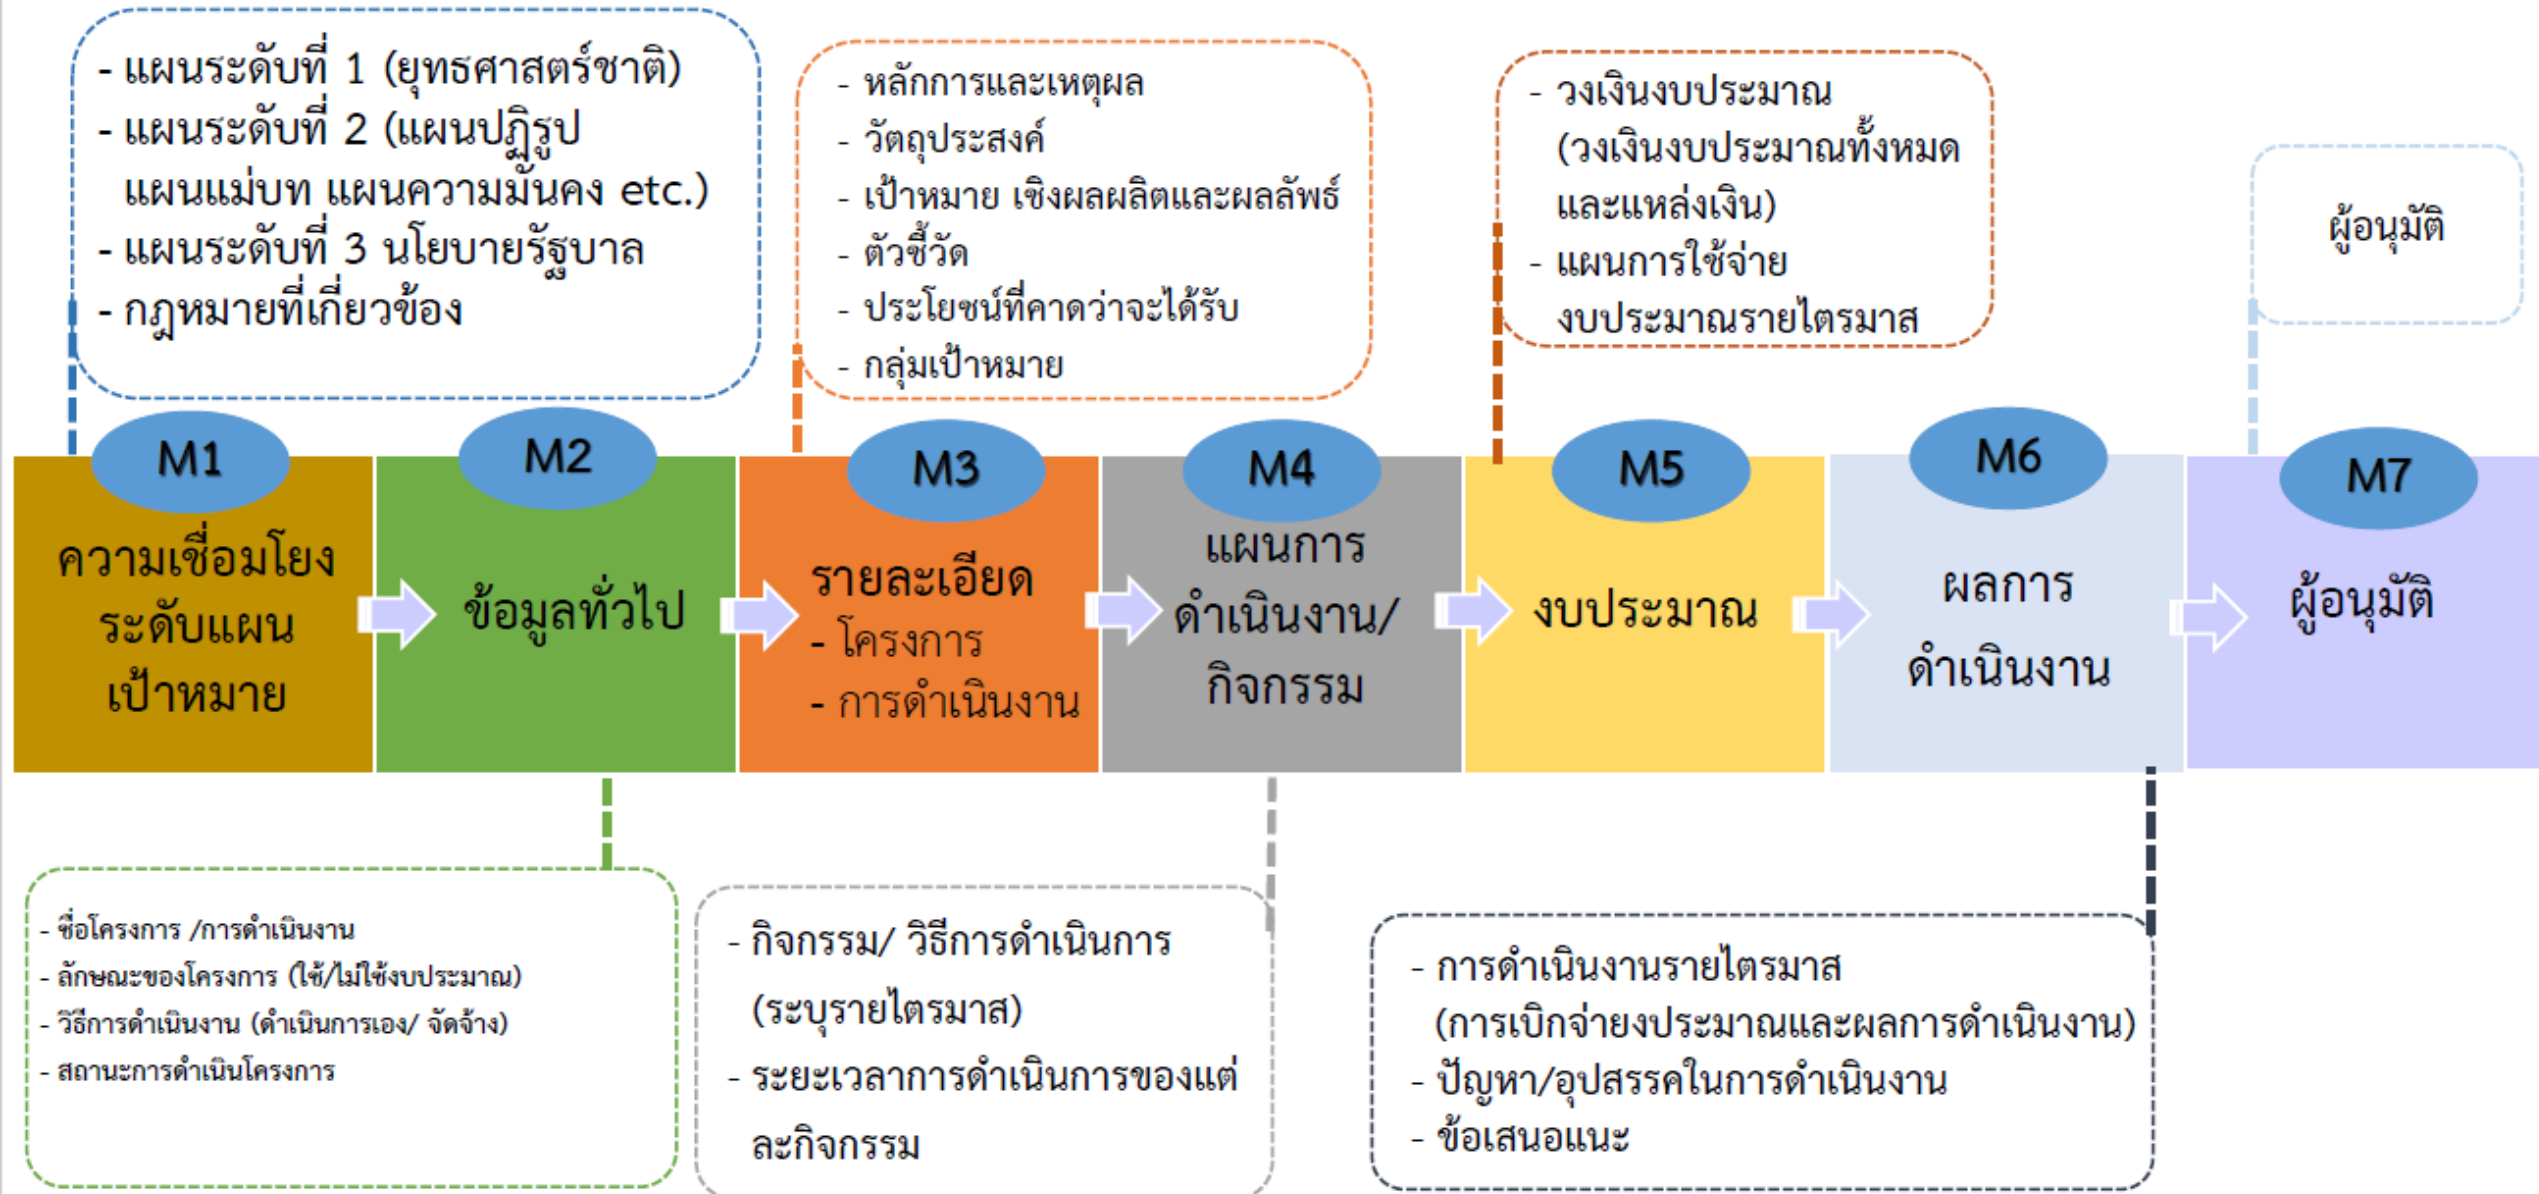 - แผนระดับที่ 1 (ยุทธศาสตร์ชาติ)
- แผนระดับที่ 2 (แผนปฏิรูป
แผนแม่บท แผนความมั่นคง etc.)
- แผนระดับที่ 3 นโยบายรัฐบาล
- กฎหมายที่เกี่ยวข้อง
- หลักการและเหตุผล
- วัตถุประสงค์
- เป้าหมาย เชิงผลผลิตและผลลัพธ์
- ตัวชี้วัด
- ประโยชน์ที่คาดว่าจะได้รับ
- กลุ่มเป้าหมาย
- วงเงินงบประมาณ
(วงเงินงบประมาณทั้งหมด
และแหล่งเงิน)
- แผนการใช้จ่าย
งบประมาณรายไตรมาส
ผู้อนุมัติ
M1
ความเชื่อมโยง
ระดับแผน
เป้าหมาย
M2
ข้อมูลทั่วไป
M3
รายละเอียด
- โครงการ
- การดำเนินงาน
M4
แผนการ
ดำเนินงาน/
กิจกรรม
M5
งบประมาณ
M6
ผลการ
ดำเนินงาน
M7
ผู้อนุมัติ
- ชื่อโครงการ /การดำเนินงาน
- ลักษณะของโครงการ (ใช้/ไม่ใช้งบประมาณ)
- วิธีการดำเนินงาน (ดำเนินการเอง/ จัดจ้าง)
- สถานะการดำเนินโครงการ
- กิจกรรม/ วิธีการดำเนินการ
(ระบุรายไตรมาส)
- ระยะเวลาการดำเนินการของแต่
ละกิจกรรม
- การดำเนินงานรายไตรมาส
(การเบิกจ่ายงประมาณและผลการดำเนินงาน)
- ปัญหา/อุปสรรคในการดำเนินงาน
- ข้อเสนอแนะ